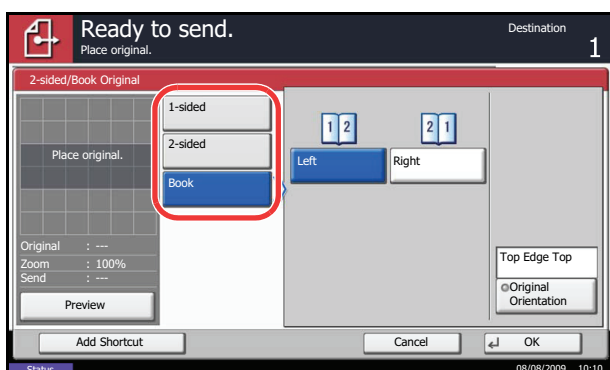 Ready to send.
Place original.
Destination
1
2-sided/Book Original
Place original.
1-sided
2-sided
Book
1 2
2 1
Left
Right
Original : ---
Zoom : 100%
Send : ---
Preview
Top Edge Top
Original
Orientation
Add Shortcut
Cancel
OK
Status
08/08/2009 10:10